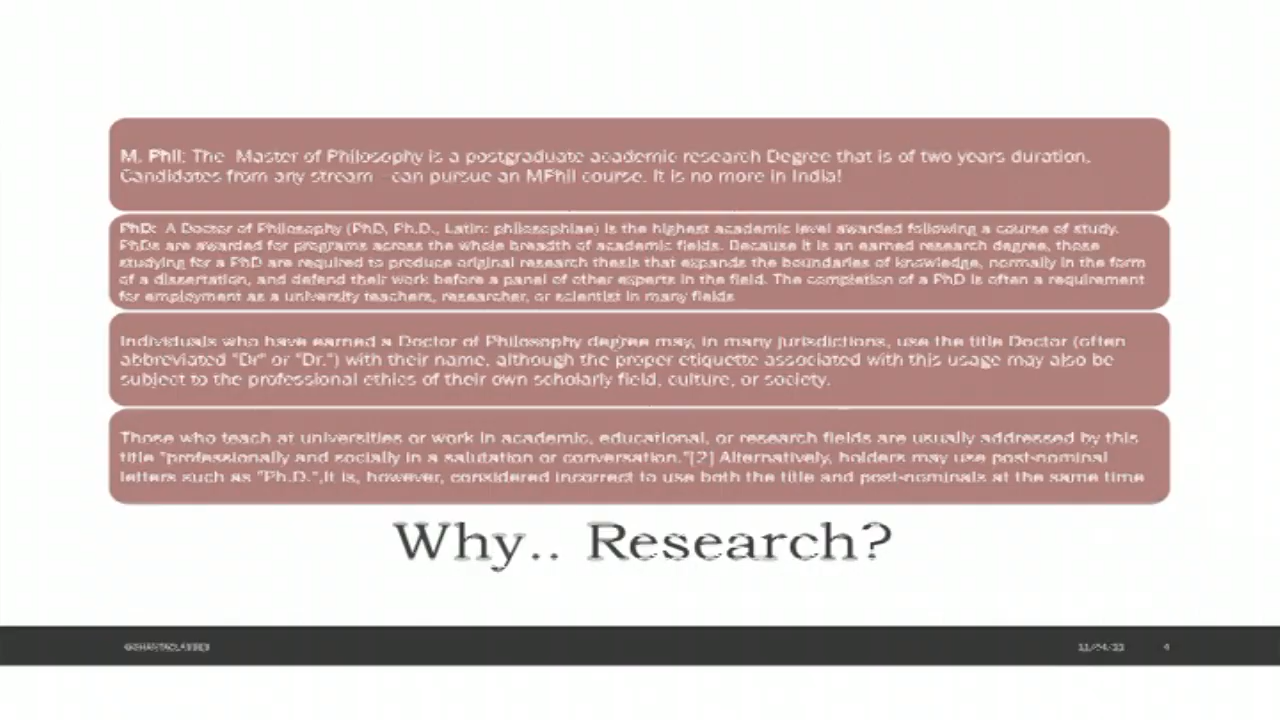 M. Phil: The Master of Philosophy is a postgraduate academic research Degree that is of two years duration.
Candidates from any stream - can pursue an MPhil course. It is no more in India!
PhD: A Doctor of Philosophy (PhD, Ph.D., Latin: philosophiae) is the highest academic level awarded following a course of study.
PhDs are awarded for programs across the whole breadth of academic fields. Because it is an earned research degree, those
studying for a PhD are required to produce original research thesis that expands the boundaries of knowledge, normally in the form
of a dissertation, and defend their work before a panel of other experts in the field. The completion of a PhD is often a requirement
for employment as a university teachers, researcher, or scientist in many fields
Individuals who have earned a Doctor of Philosophy degree may, in many jurisdictions, use the title Doctor (often
abbreviated "Dr" or "Dr.") with their name, although the proper etiquette associated with this usage may also be
subject to the professional ethics of their own scholarly field, culture, or society.
Those who teach at universities or work in academic, educational, or research fields are usually addressed by this
title "professionally and socially in a salutation or conversation."[2] Alternatively, holders may use post-nominal
letters such as "Ph.D.",It is, however, considered incorrect to use both the title and post-nominals at the same time
Why.. Research?
4